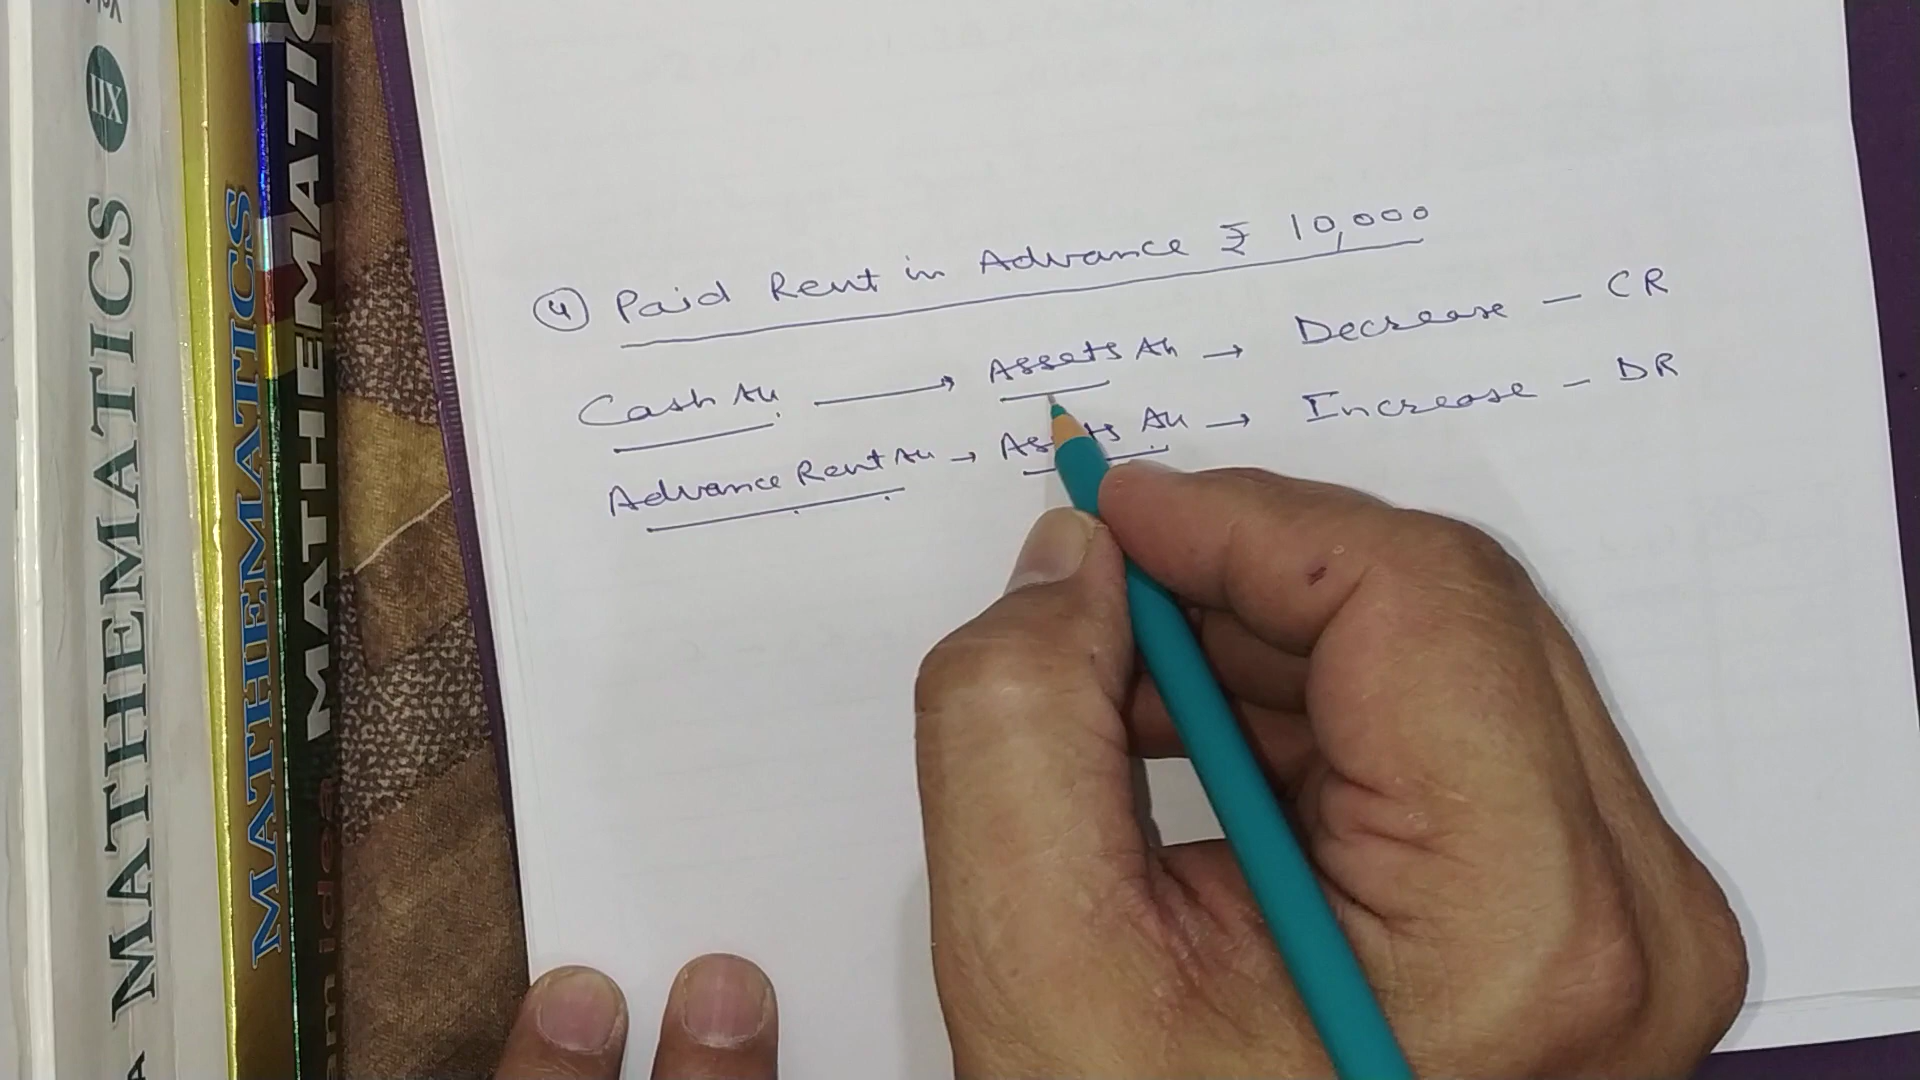 ④ Paid Rent in Advance ₹ 10,000
Cash A/c → Assets A/c → Decrease – CR
Advance Rent A/c → Assets A/c → Increase – DR
MATHEMATICS XII
MATHEMATICS
MATHEMATIC